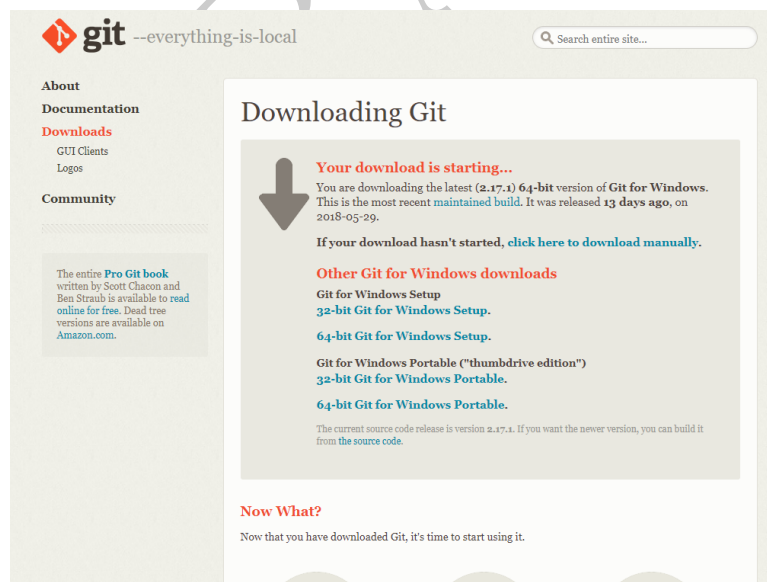 git --everything-is-local
Search entire site...
About
Documentation
Downloads
GUI Clients
Logos
Community
The entire Pro Git book
written by Scott Chacon and
Ben Straub is available to read
online for free. Dead tree
versions are available on
Amazon.com.
Downloading Git
Your download is starting...
You are downloading the latest (2.17.1) 64-bit version of Git for Windows.
This is the most recent maintained build. It was released 13 days ago, on
2018-05-29.
If your download hasn't started, click here to download manually.
Other Git for Windows downloads
Git for Windows Setup
32-bit Git for Windows Setup.
64-bit Git for Windows Setup.
Git for Windows Portable ("thumbdrive edition")
32-bit Git for Windows Portable.
64-bit Git for Windows Portable.
The current source code release is version 2.17.1. If you want the newer version, you can build it
from the source code.
Now What?
Now that you have downloaded Git, it's time to start using it.